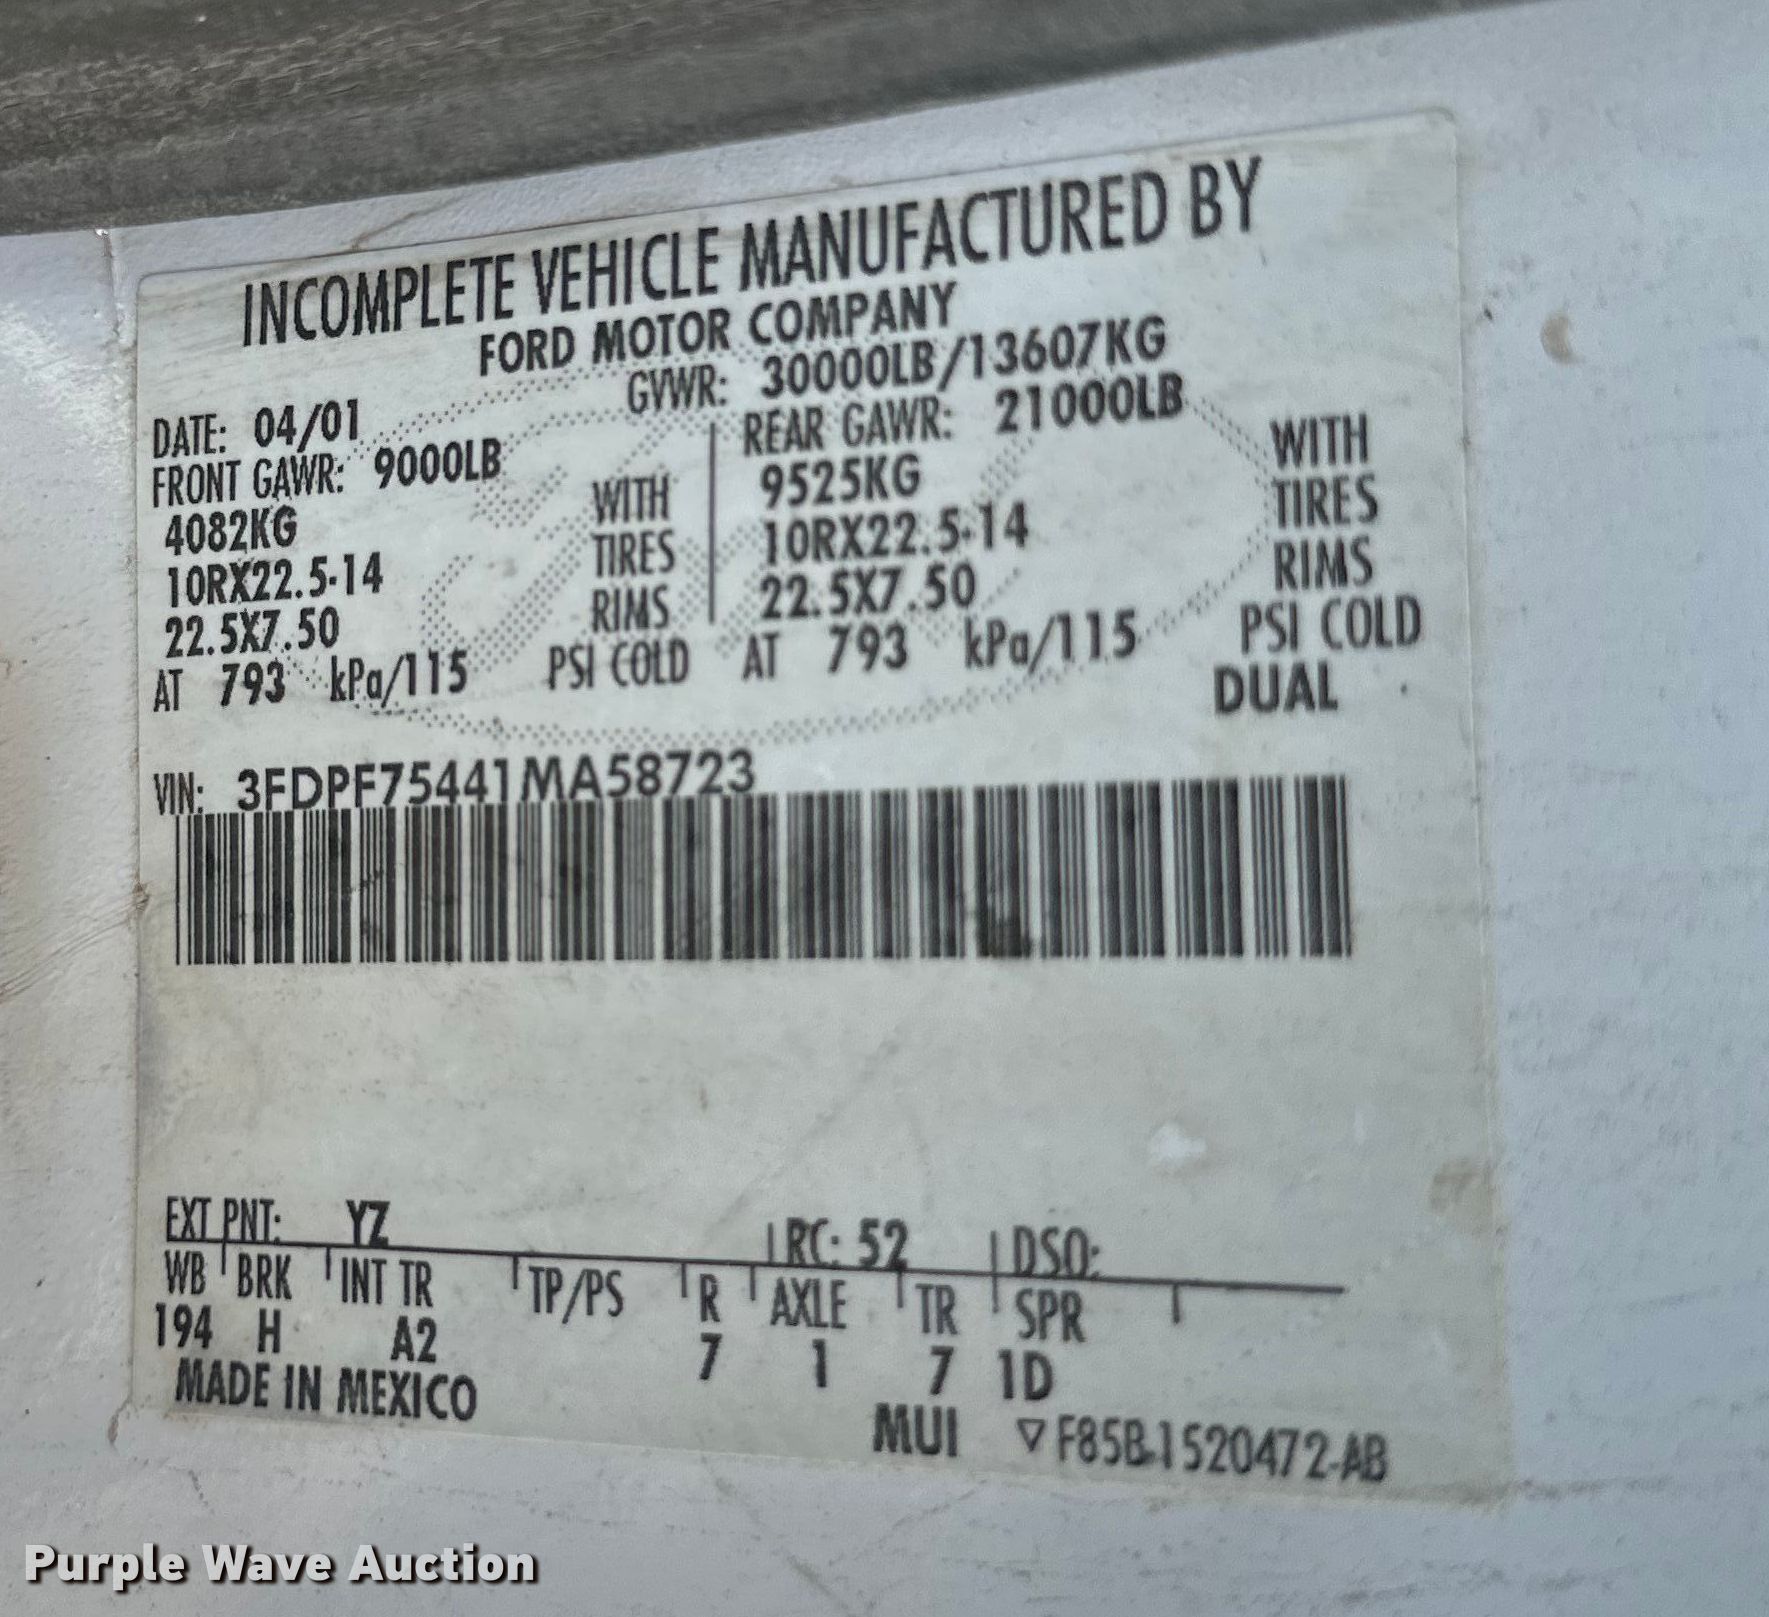 INCOMPLETE VEHICLE MANUFACTURED BY
FORD MOTOR COMPANY
DATE: 04/01 GVWR: 30000LB/13607KG
FRONT GAWR: 9000LB REAR GAWR: 21000LB
4082KG WITH 9525KG WITH
10RX22.5-14 TIRES 10RX22.5-14 TIRES
22.5X7.50 RIMS 22.5X7.50 RIMS
AT 793 kPa/115 PSI COLD AT 793 kPa/115 PSI COLD
DUAL
VIN: 3FDPF75441MA58723
EXT PNT: YZ RC: 52 DSO:
WB BRK INT TR TP/PS R AXLE TR SPR
194 H A2 7 1 7 1D
MADE IN MEXICO
MUI ▽ F85B-1520472-AB
Purple Wave Auction